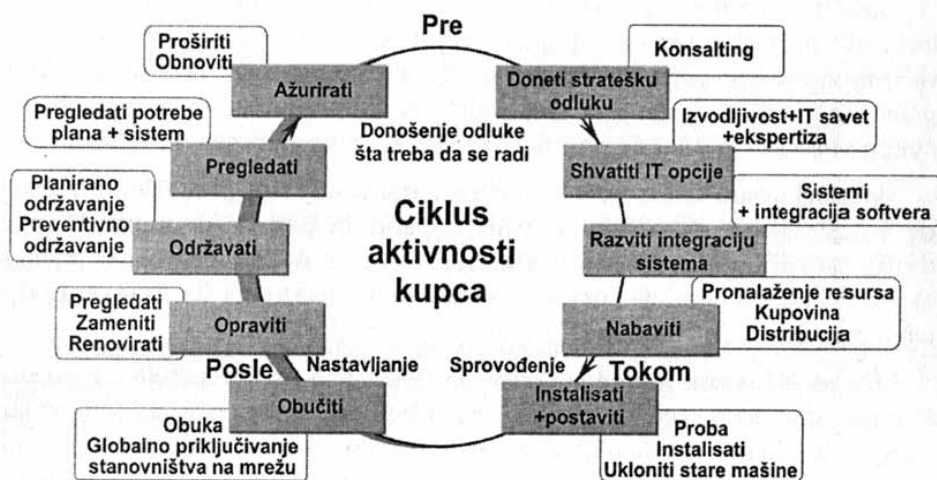 Pre
Proširiti
Obnoviti
Ažurirati
Doneti stratešku
odluku
Konsalting
Pregledati potrebe
plana + sistem
Pregledati
Donošenje odluke
šta treba da se radi
Izvodljivost+IT savet
+ekspertiza
Shvatiti IT opcije
Planirano
održavanje
Preventivno
održavanje
Održavati
Ciklus
aktivnosti
kupca
Sistemi
+ integracija softvera
Razviti integraciju
sistema
Pregledati
Zameniti
Renovirati
Opraviti
Nabaviti
Pronalaženje resursa
Kupovina
Distribucija
Posle
Nastavljanje
Sprovođenje
Tokom
Obučiti
Instalisati
+postaviti
Obuka
Globalno priključivanje
stanovništva na mrežu
Proba
Instalisati
Ukloniti stare mašine